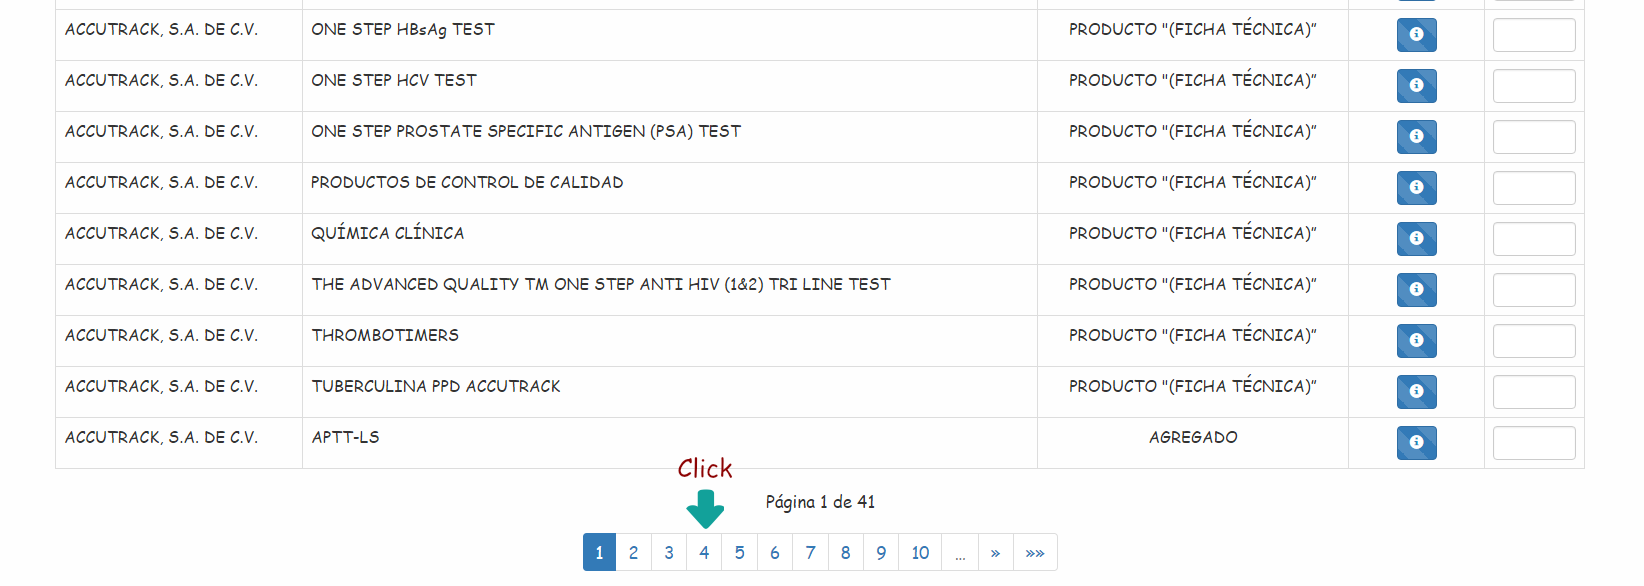 ACCUTRACK, S.A. DE C.V. ONE STEP HBsAg TEST PRODUCTO "(FICHA TÉCNICA)"
ACCUTRACK, S.A. DE C.V. ONE STEP HCV TEST PRODUCTO "(FICHA TÉCNICA)"
ACCUTRACK, S.A. DE C.V. ONE STEP PROSTATE SPECIFIC ANTIGEN (PSA) TEST PRODUCTO "(FICHA TÉCNICA)"
ACCUTRACK, S.A. DE C.V. PRODUCTOS DE CONTROL DE CALIDAD PRODUCTO "(FICHA TÉCNICA)"
ACCUTRACK, S.A. DE C.V. QUÍMICA CLÍNICA PRODUCTO "(FICHA TÉCNICA)"
ACCUTRACK, S.A. DE C.V. THE ADVANCED QUALITY TM ONE STEP ANTI HIV (1&2) TRI LINE TEST PRODUCTO "(FICHA TÉCNICA)"
ACCUTRACK, S.A. DE C.V. THROMBOTIMERS PRODUCTO "(FICHA TÉCNICA)"
ACCUTRACK, S.A. DE C.V. TUBERCULINA PPD ACCUTRACK PRODUCTO "(FICHA TÉCNICA)"
ACCUTRACK, S.A. DE C.V. APTT-LS AGREGADO
Click
Página 1 de 41
1 2 3 4 5 6 7 8 9 10 ... » »»